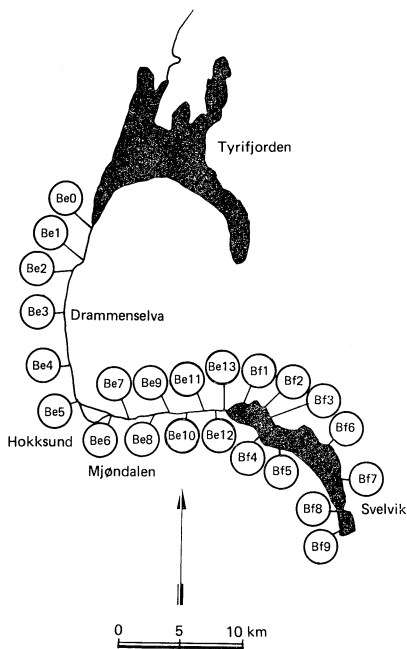 Tyrifjorden
Be0
Be1
Be2
Be3
Drammenselva
Be4
Be5
Hokksund
Be6
Be7
Be8
Be9
Be10
Be11
Be12
Be13
Mjøndalen
Bf1
Bf2
Bf3
Bf4
Bf5
Bf6
Bf7
Bf8
Svelvik
Bf9
0 5 10 km